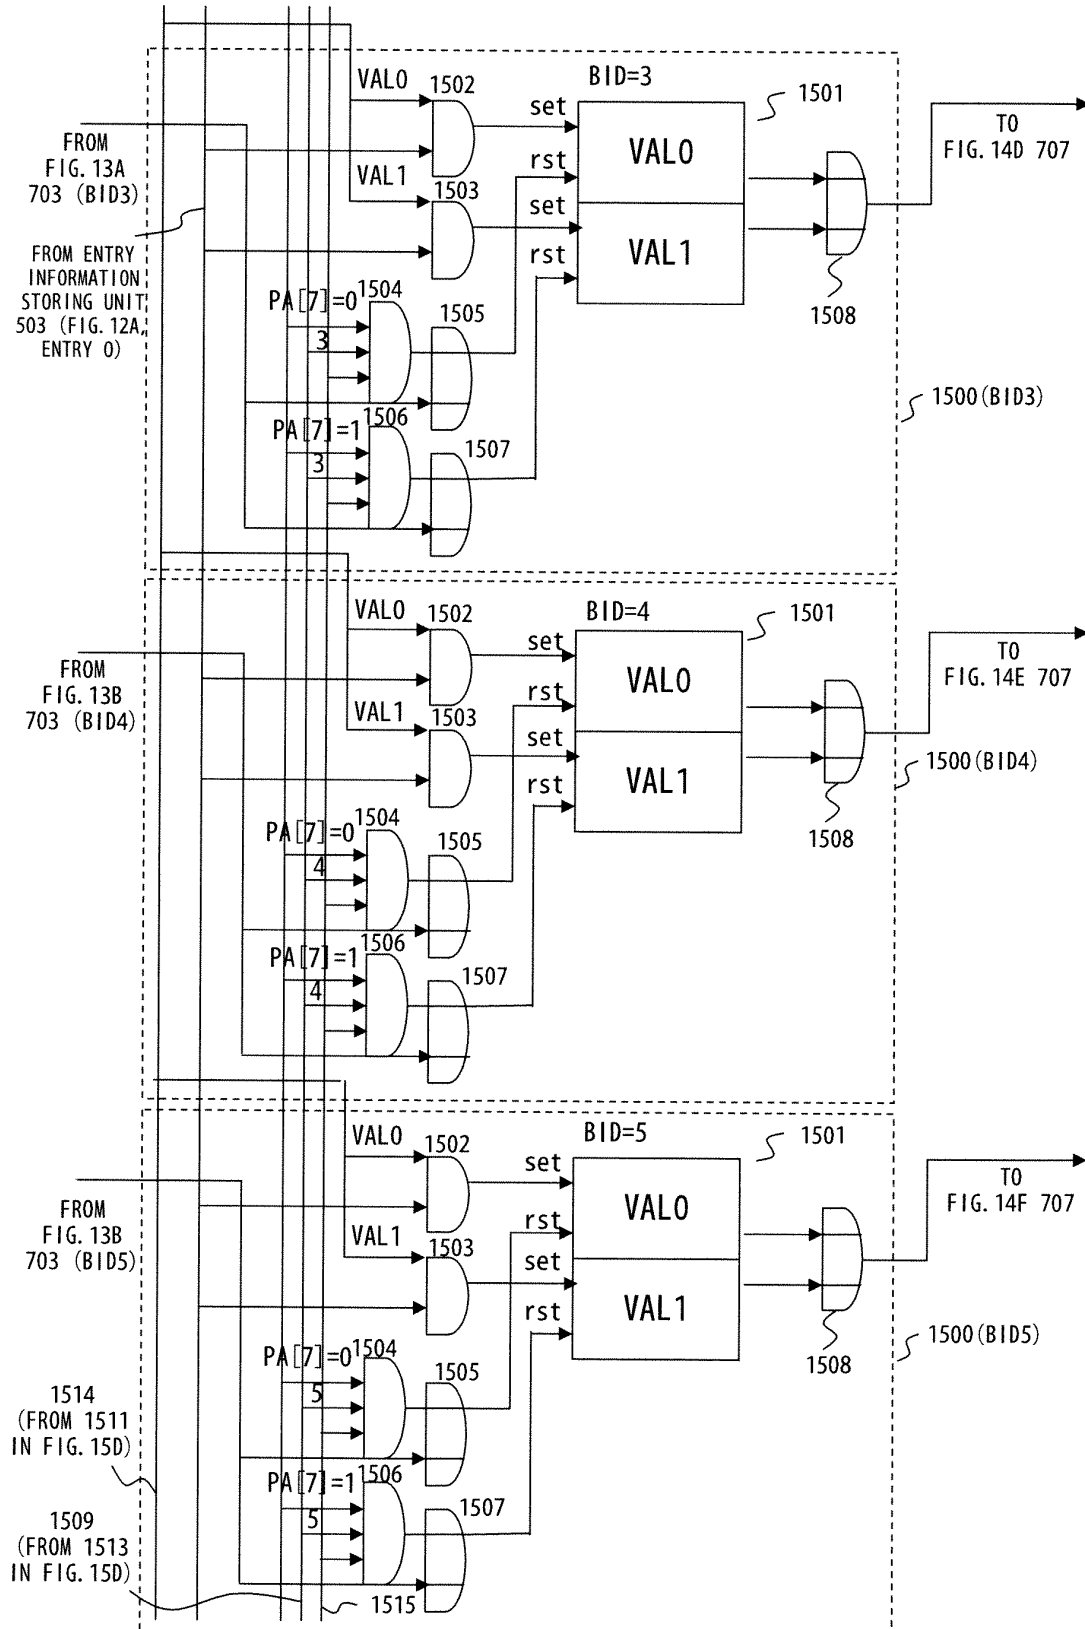 BID=3
VAL0
1502
set
1501
VAL0
TO
FIG. 14D 707
FROM
FIG. 13A
703 (BID3)
rst
VAL1
1503
set
VAL1
rst
1508
FROM ENTRY
INFORMATION
STORING UNIT
503 (FIG. 12A,
ENTRY 0)
PA[7]=0
1504
3
1505
1500(BID3)
PA[7]=1
1506
3
1507
BID=4
VAL0
1502
set
1501
VAL0
TO
FIG. 14E 707
FROM
FIG. 13B
703 (BID4)
rst
VAL1
1503
set
VAL1
rst
1500(BID4)
1508
PA[7]=0
1504
4
1505
PA[7]=1
1506
4
1507
BID=5
VAL0
1502
set
1501
VAL0
TO
FIG. 14F 707
FROM
FIG. 13B
703 (BID5)
rst
VAL1
1503
set
VAL1
rst
1500(BID5)
1508
PA[7]=0
1504
5
1505
1514
(FROM 1511
IN FIG. 15D)
PA[7]=1
1506
5
1507
1509
(FROM 1513
IN FIG. 15D)
1515